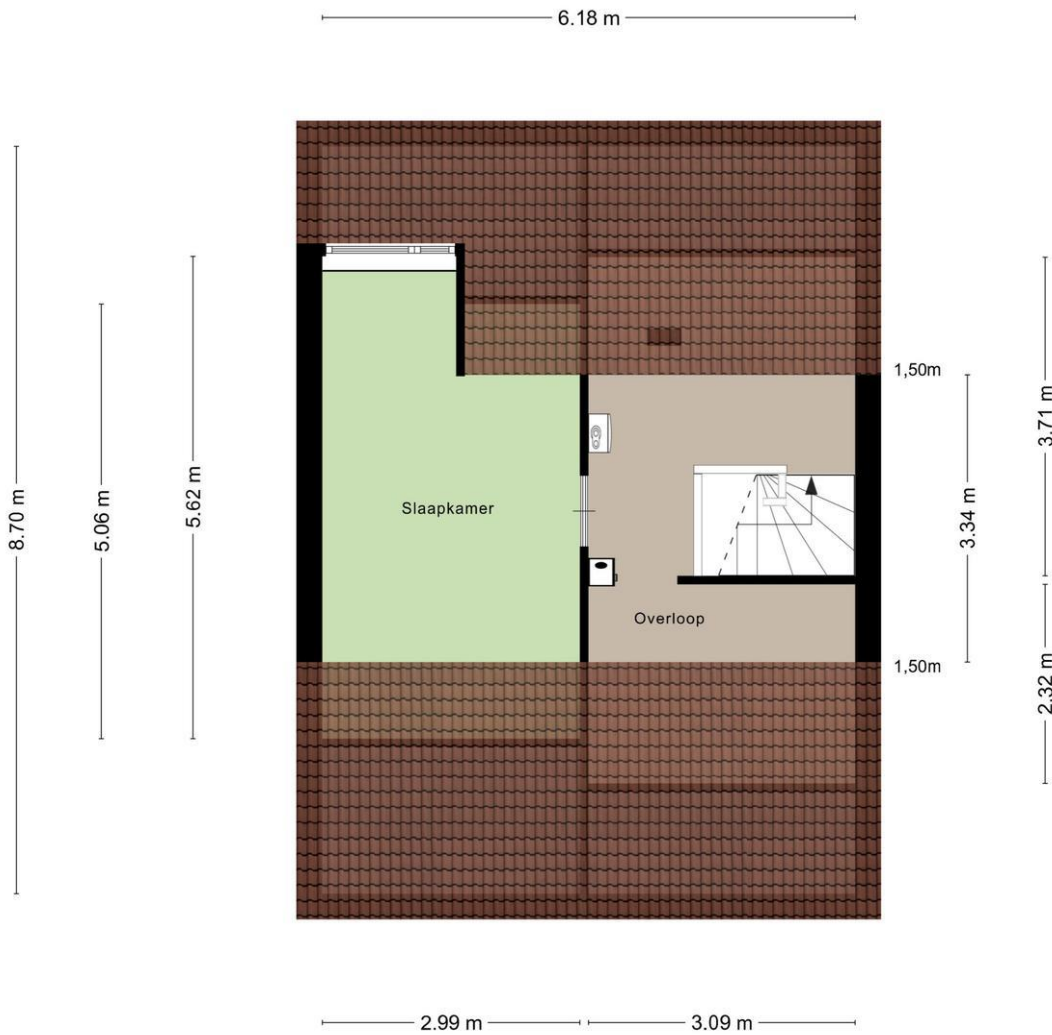 6.18 m
1,50m
3.71 m
5.62 m
Slaapkamer
8.70 m
5.06 m
3.34 m
Overloop
1,50m
2.32 m
2.99 m
3.09 m